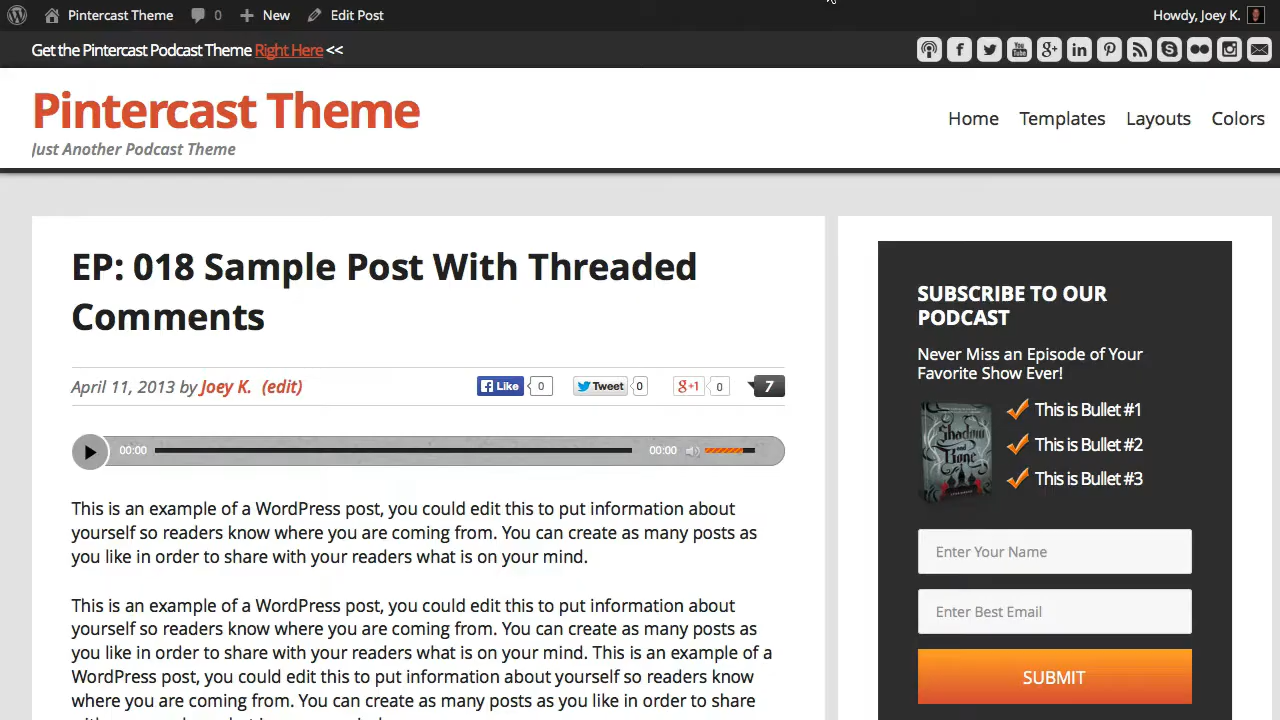 Pintercast Theme 0 New Edit Post Howdy, Joey K.
Get the Pintercast Podcast Theme Right Here <<
Pintercast Theme
Just Another Podcast Theme
Home Templates Layouts Colors
EP: 018 Sample Post With Threaded
Comments
April 11, 2013 by Joey K. (edit)
Like 0 Tweet 0 g+1 0 7
00:00 00:00
This is an example of a WordPress post, you could edit this to put information about
yourself so readers know where you are coming from. You can create as many posts as
you like in order to share with your readers what is on your mind.
This is an example of a WordPress post, you could edit this to put information about
yourself so readers know where you are coming from. You can create as many posts as
you like in order to share with your readers what is on your mind. This is an example of a
WordPress post, you could edit this to put information about yourself so readers know
where you are coming from. You can create as many posts as you like in order to share
SUBSCRIBE TO OUR
PODCAST
Never Miss an Episode of Your
Favorite Show Ever!
Shadow
and
Bone
This is Bullet #1
This is Bullet #2
This is Bullet #3
Enter Your Name
Enter Best Email
SUBMIT